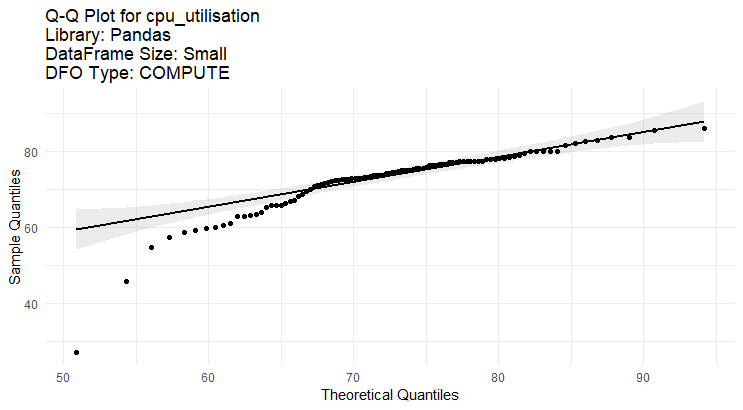 Q-Q Plot for cpu_utilisation
Library: Pandas
DataFrame Size: Small
DFO Type: COMPUTE
80
60
40
Sample Quantiles
50 60 70 80 90
Theoretical Quantiles